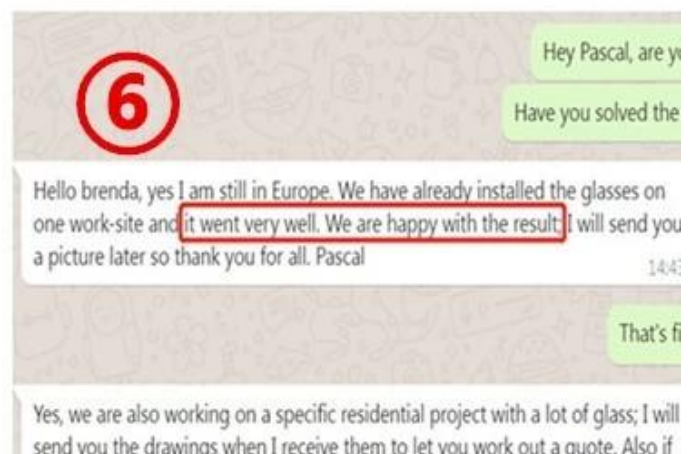 ⑥
Hey Pascal, are
Have you solved the
Hello brenda, yes I am still in Europe. We have already installed the glasses on
one work-site and it went very well. We are happy with the result; I will send you
a picture later so thank you for all. Pascal
That's
Yes, we are also working on a specific residential project with a lot of glass; I will
send you the drawings when I receive them to let you work out a quote. Also if